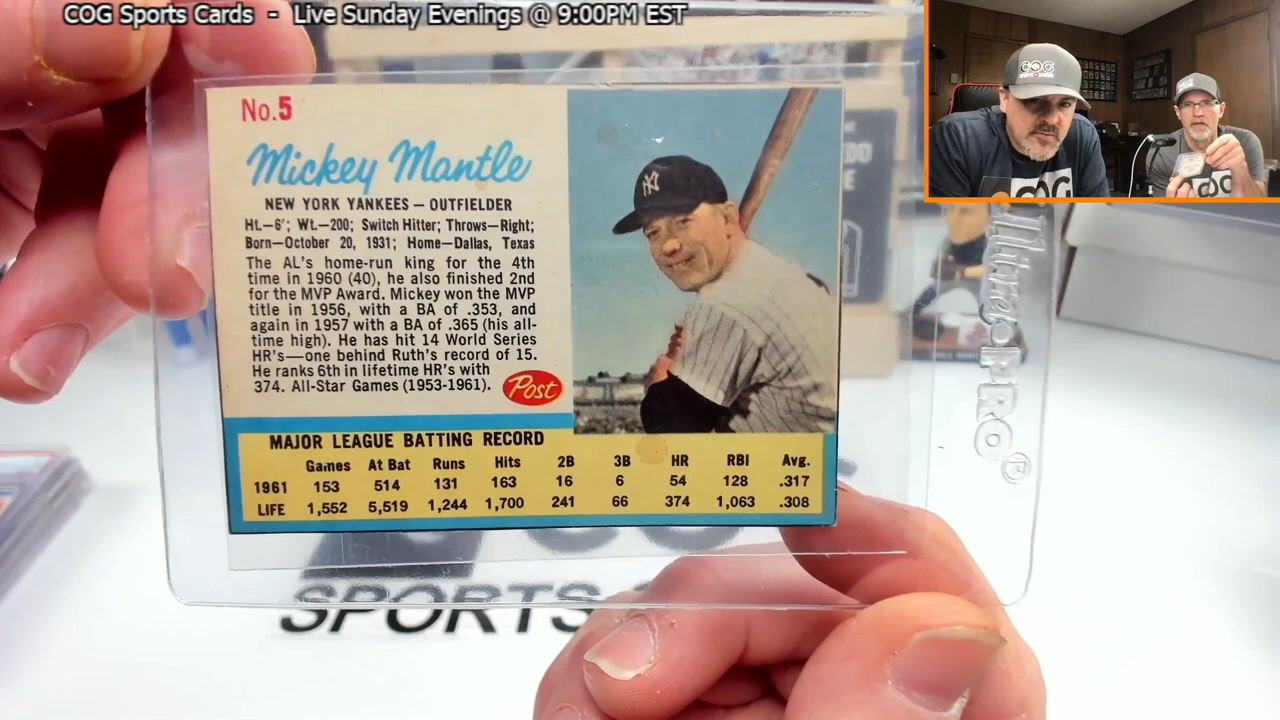 COG Sports Cards - Live Sunday Evenings @ 9:00PM EST
No.5
Mickey Mantle
NEW YORK YANKEES — OUTFIELDER
Ht.—6'; Wt.—200; Switch Hitter; Throws—Right;
Born—October 20, 1931; Home—Dallas, Texas
The AL's home-run king for the 4th
time in 1960 (40), he also finished 2nd
for the MVP Award. Mickey won the MVP
title in 1956, with a BA of .353, and
again in 1957 with a BA of .365 (his all-
time high). He has hit 14 World Series
HR's—one behind Ruth's record of 15.
He ranks 6th in lifetime HR's with
374. All-Star Games (1953-1961).
Post
MAJOR LEAGUE BATTING RECORD
Games At Bat Runs Hits 2B 3B HR RBI Avg.
1961 153 514 131 163 16 6 54 128 .317
LIFE 1,552 5,519 1,244 1,700 241 66 374 1,063 .308
Ultra•PRO®
SPORTS
COG
COG